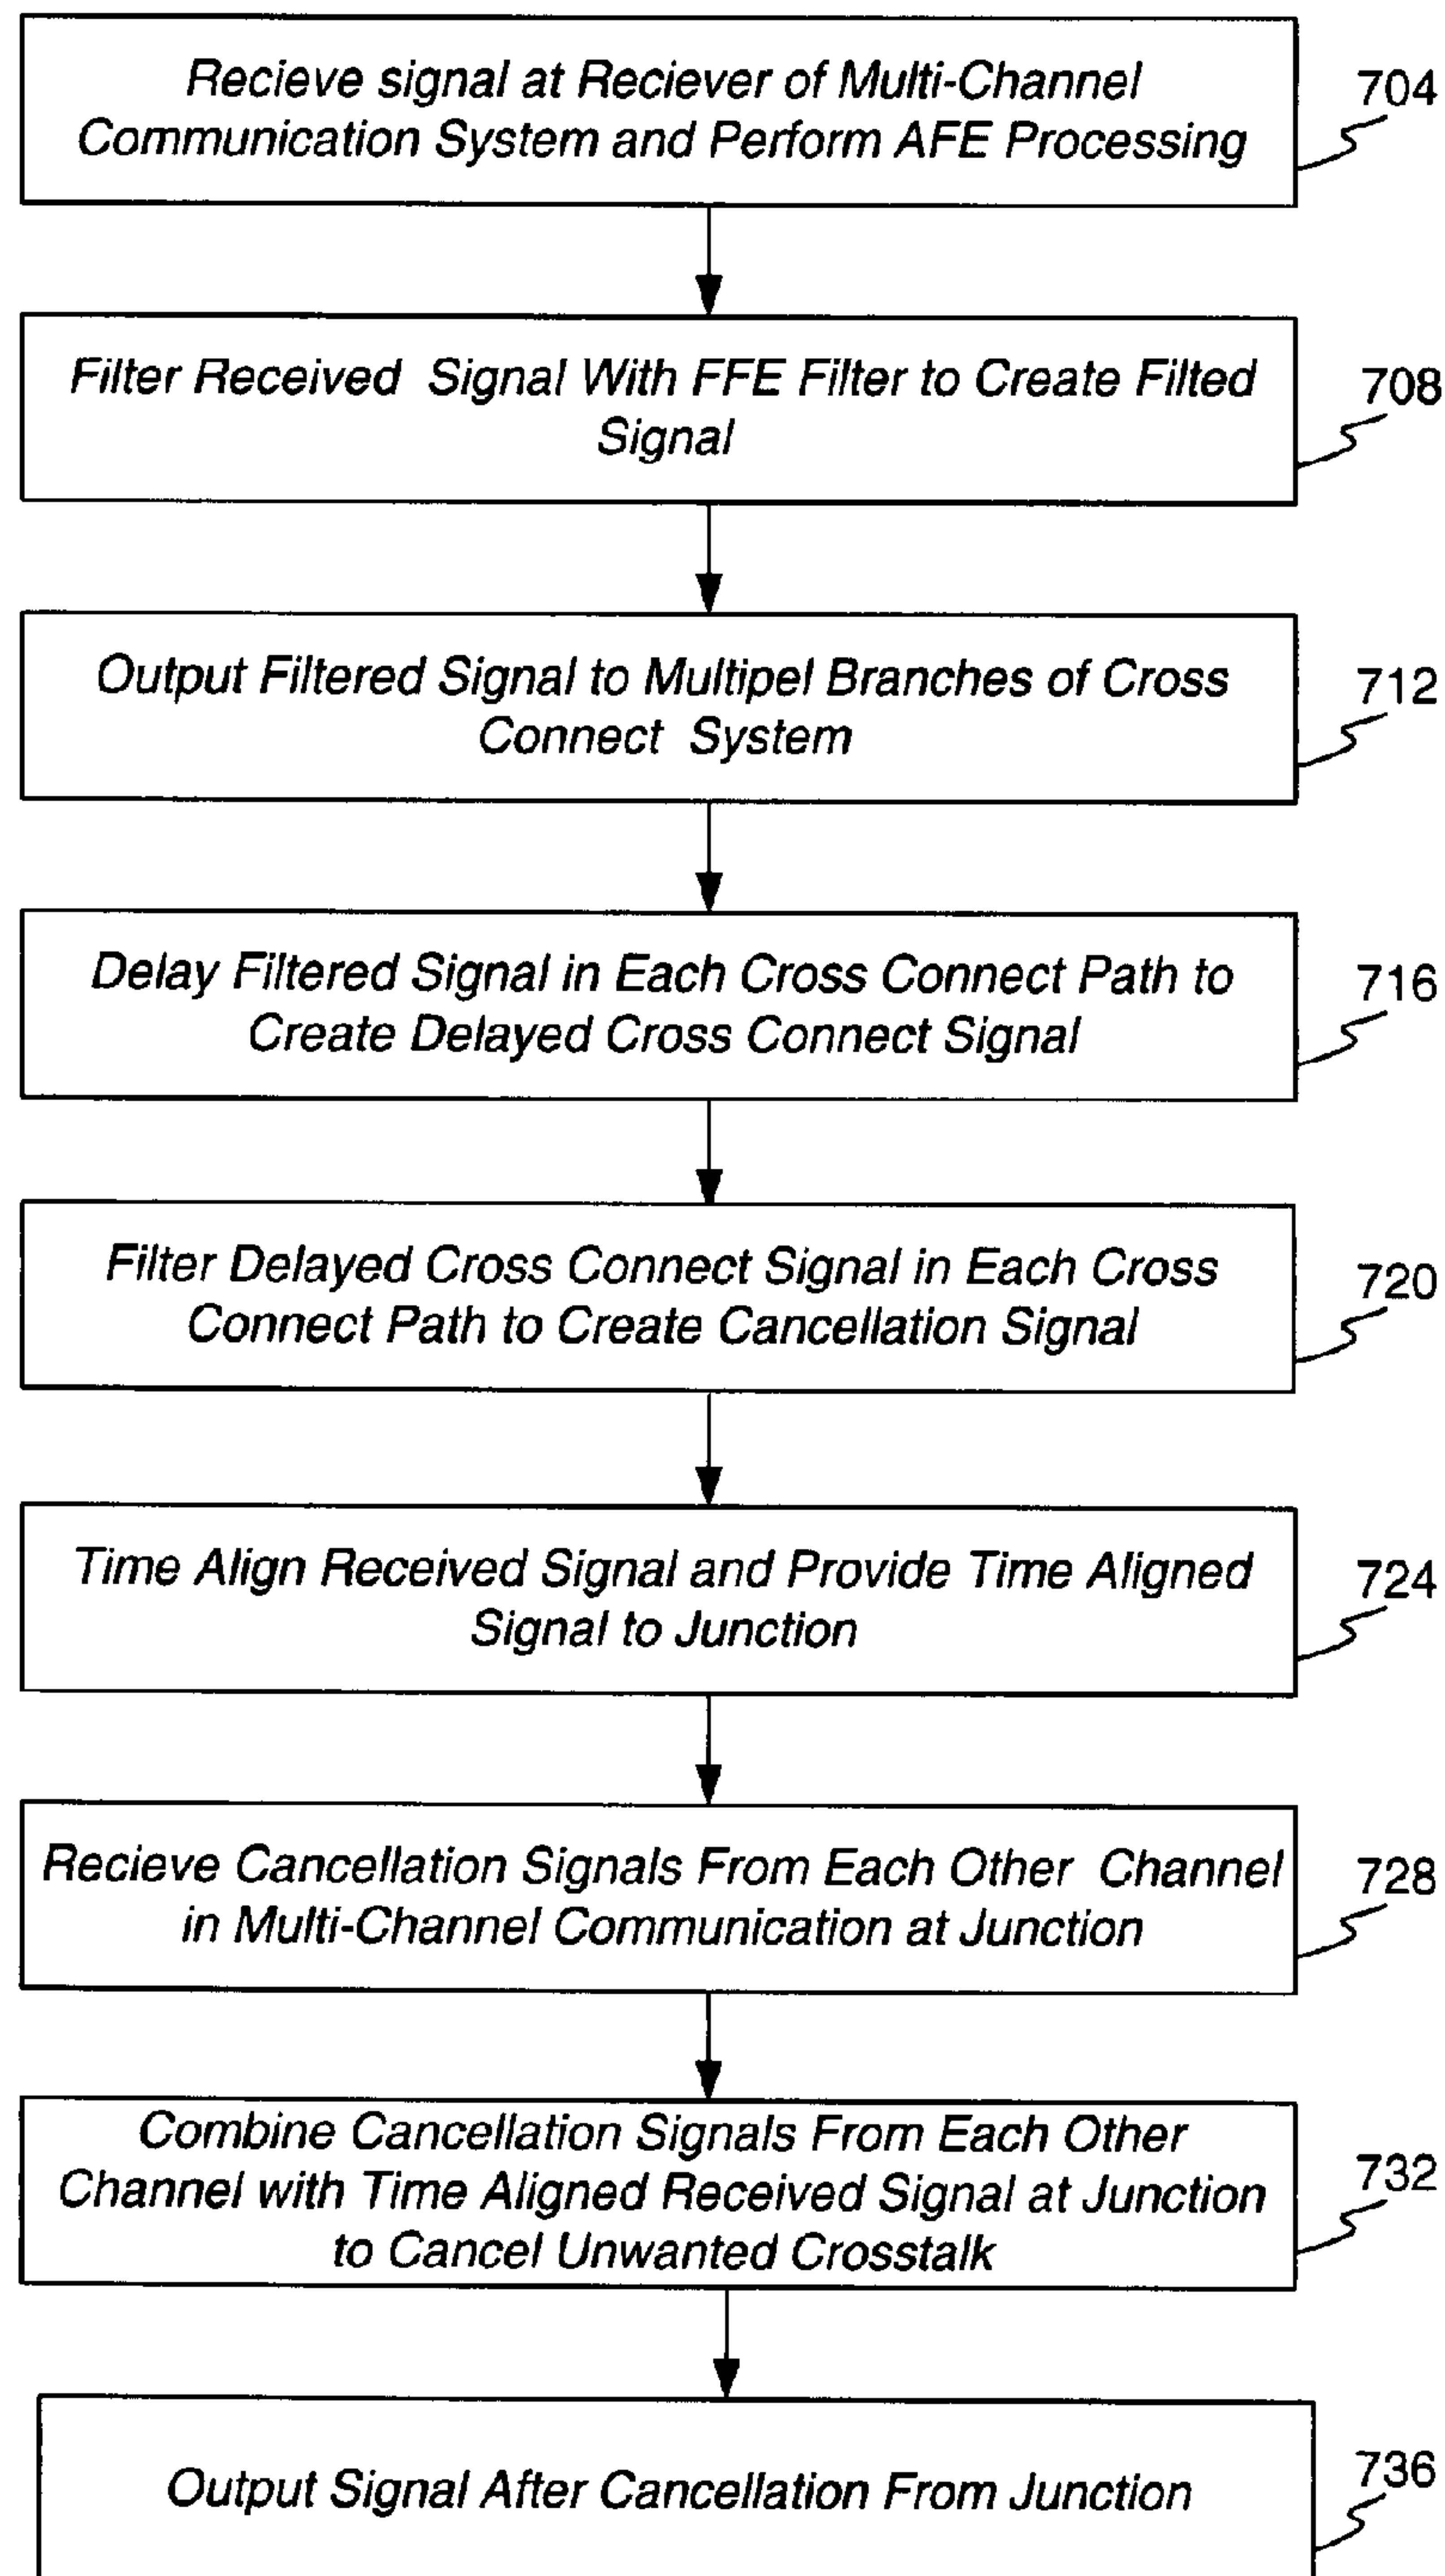 Recieve signal at Reciever of Multi-Channel
Communication System and Perform AFE Processing
704
Filter Received Signal With FFE Filter to Create Filted
Signal
708
Output Filtered Signal to Multipel Branches of Cross
Connect System
712
Delay Filtered Signal in Each Cross Connect Path to
Create Delayed Cross Connect Signal
716
Filter Delayed Cross Connect Signal in Each Cross
Connect Path to Create Cancellation Signal
720
Time Align Received Signal and Provide Time Aligned
Signal to Junction
724
Recieve Cancellation Signals From Each Other Channel
in Multi-Channel Communication at Junction
728
Combine Cancellation Signals From Each Other
Channel with Time Aligned Received Signal at Junction
to Cancel Unwanted Crosstalk
732
Output Signal After Cancellation From Junction
736